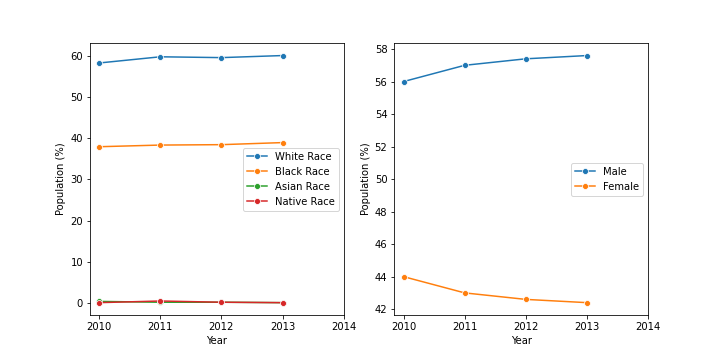 60
50
40
30
20
10
0
Population (%)
2010 2011 2012 2013 2014
Year
White Race
Black Race
Asian Race
Native Race
58
56
54
52
50
48
46
44
42
Population (%)
2010 2011 2012 2013 2014
Year
Male
Female